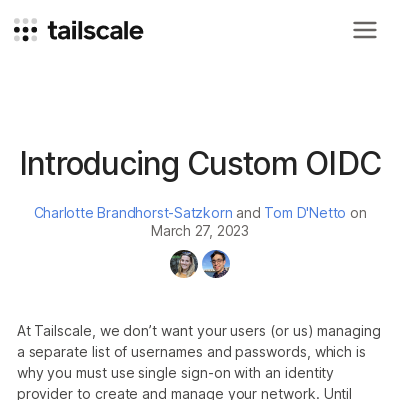 tailscale
Introducing Custom OIDC
Charlotte Brandhorst-Satzkorn and Tom D'Netto on
March 27, 2023
At Tailscale, we don’t want your users (or us) managing
a separate list of usernames and passwords, which is
why you must use single sign-on with an identity
provider to create and manage your network. Until